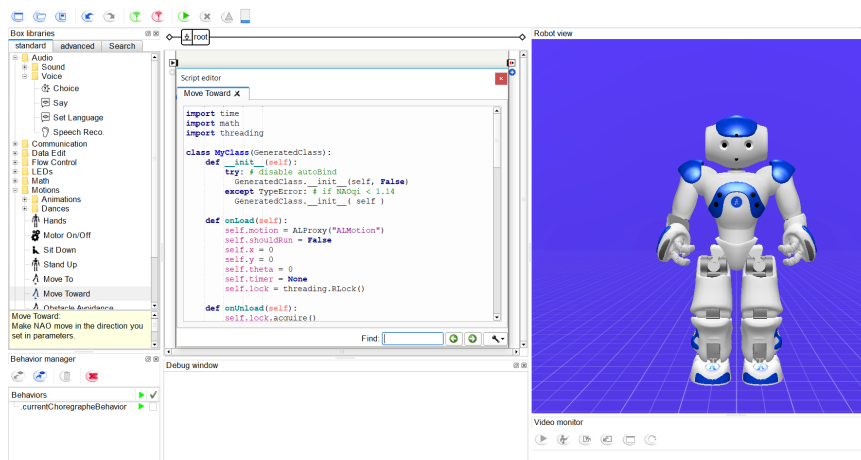 Box libraries
standard advanced Search
Audio
Sound
Voice
Choice
Say
Set Language
Speech Reco.
Communication
Data Edit
Flow Control
LEDs
Math
Motions
Animations
Dances
Hands
Motor On/Off
Sit Down
Stand Up
Move To
Move Toward
Obstacle Avoidance
Move Toward:
Make NAO move in the direction you
set in parameters.
Behavior manager
Behaviors
.currentChoregrapheBehavior
root
Script editor
Move Toward
import time
import math
import threading
class MyClass(GeneratedClass):
def __init__(self):
try: # disable autoBind
GeneratedClass.__init__(self, False)
except TypeError: # if NAOqi < 1.14
GeneratedClass.__init__( self )
def onLoad(self):
self.motion = ALProxy("ALMotion")
self.shouldRun = False
self.x = 0
self.y = 0
self.theta = 0
self.timer = None
self.lock = threading.RLock()
def onUnload(self):
self.lock.acquire()
Find:
Debug window
Robot view
Video monitor